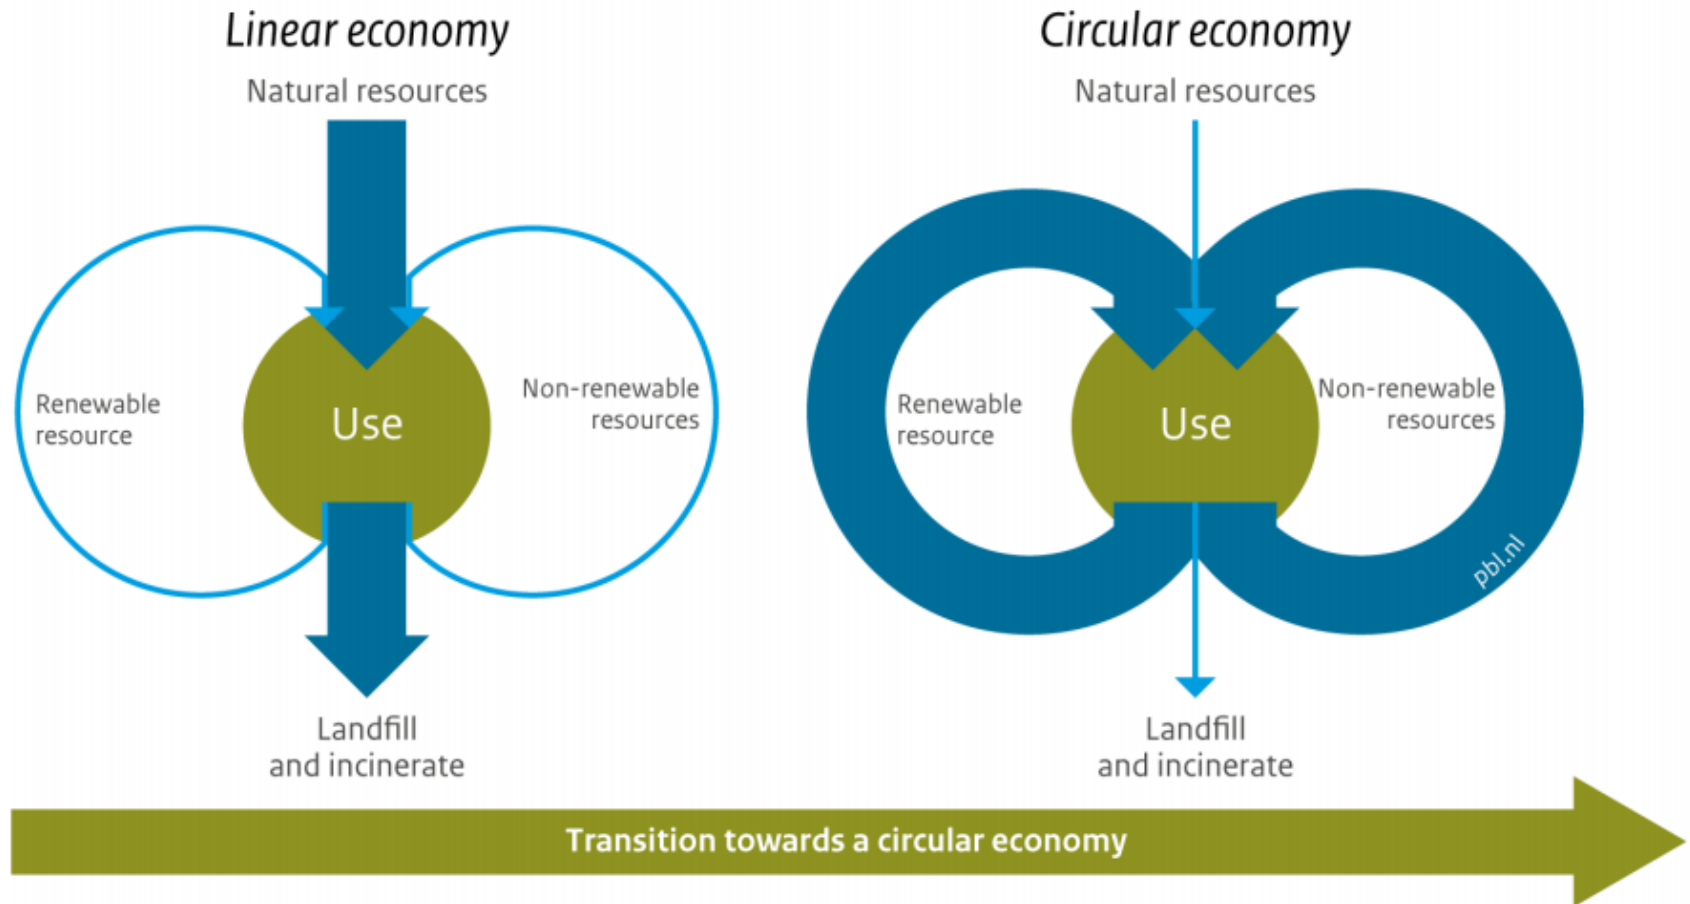 Linear economy
Natural resources
Renewable
resource
Use
Non-renewable
resources
Landfill
and incinerate
Circular economy
Natural resources
Renewable
resource
Use
Non-renewable
resources
pbl.nl
Landfill
and incinerate
Transition towards a circular economy